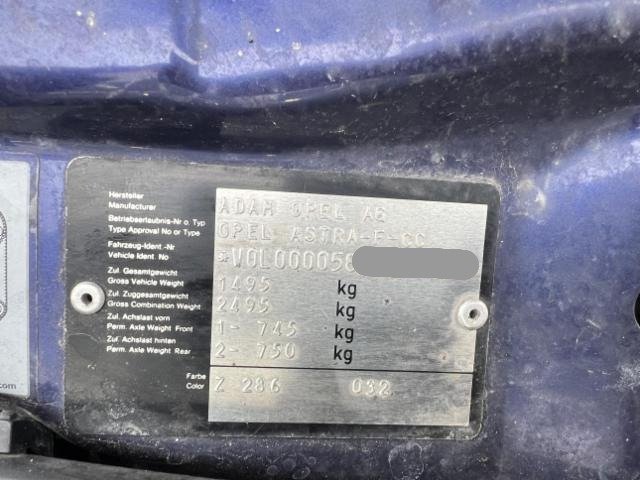 Hersteller
Manufacturer
ADAM OPEL AG
Betriebserlaubnis-Nr o. Typ
Type Approval No or Type
OPEL ASTRA-F-CC
Fahrzeug-Ident.-Nr
Vehicle Ident. No
*W0L000058
Zul. Gesamtgewicht
Gross Vehicle Weight
1495 kg
Zul. Zuggesamtgewicht
Gross Combination Weight
2495 kg
Zul. Achslast vorn
Perm. Axle Weight Front
1- 745 kg
Zul. Achslast hinten
Perm. Axle Weight Rear
2- 750 kg
Farbe
Color
Z 286 032
.com